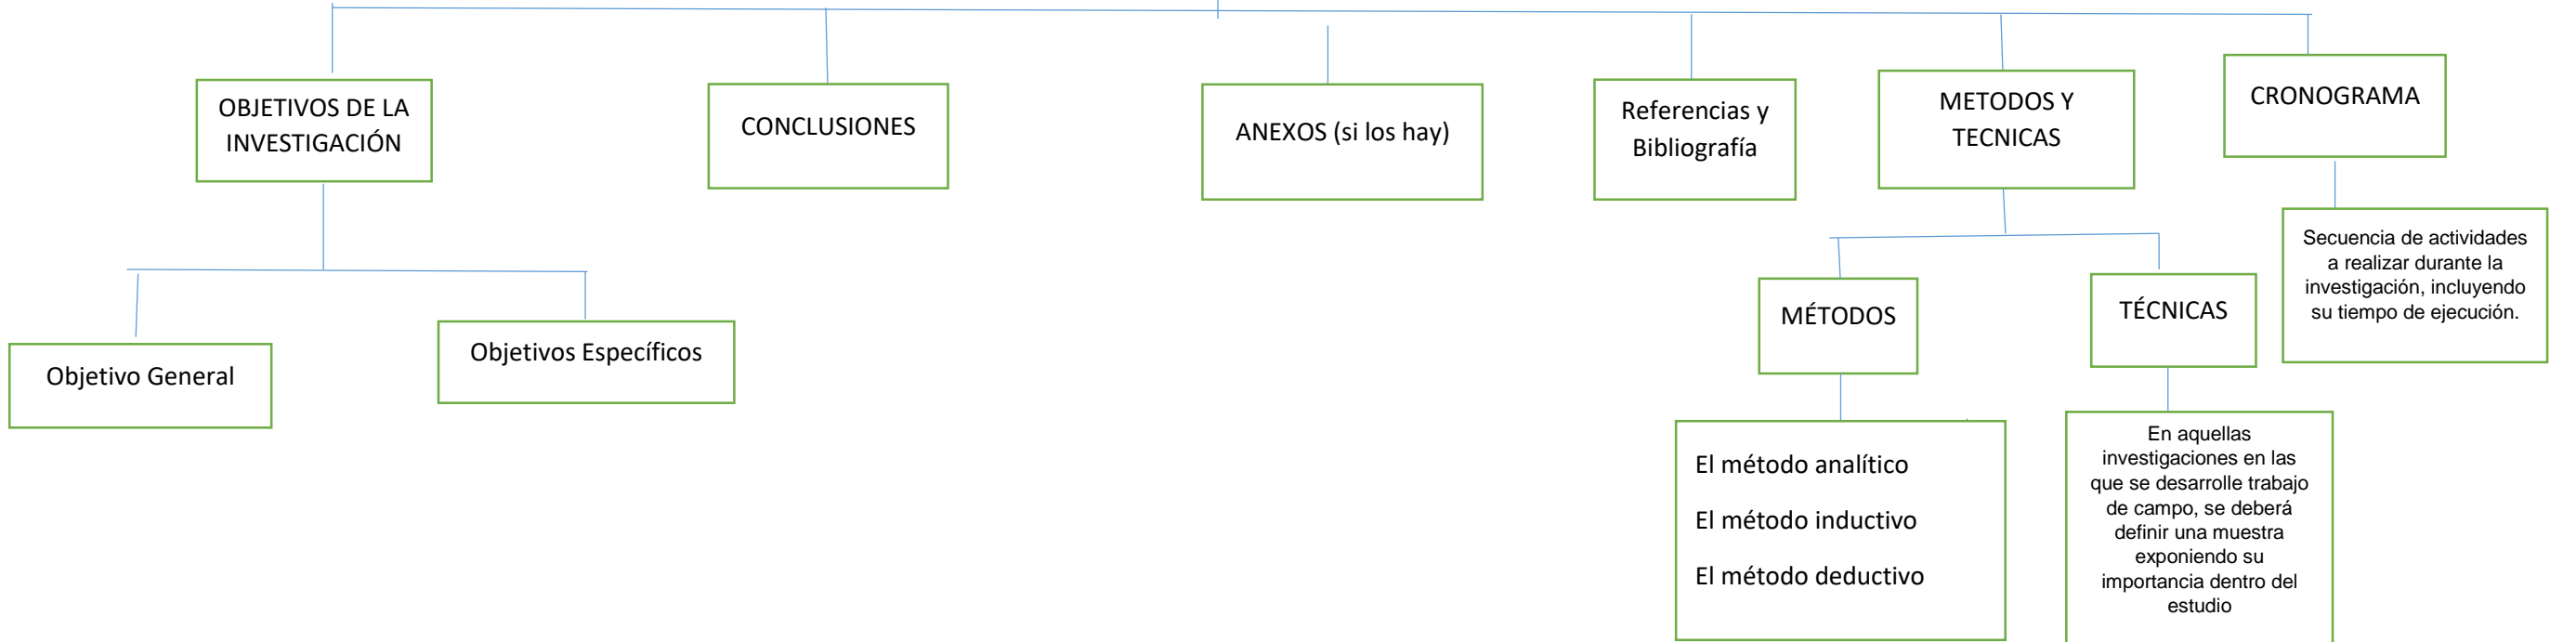 OBJETIVOS DE LA
INVESTIGACIÓN
CONCLUSIONES
ANEXOS (si los hay)
Referencias y
Bibliografía
METODOS Y
TECNICAS
CRONOGRAMA
Secuencia de actividades
a realizar durante la
investigación, incluyendo
su tiempo de ejecución.
Objetivo General
Objetivos Específicos
MÉTODOS
TÉCNICAS
El método analítico
El método inductivo
El método deductivo
En aquellas
investigaciones en las
que se desarrolle trabajo
de campo, se deberá
definir una muestra
exponiendo su
importancia dentro del
estudio